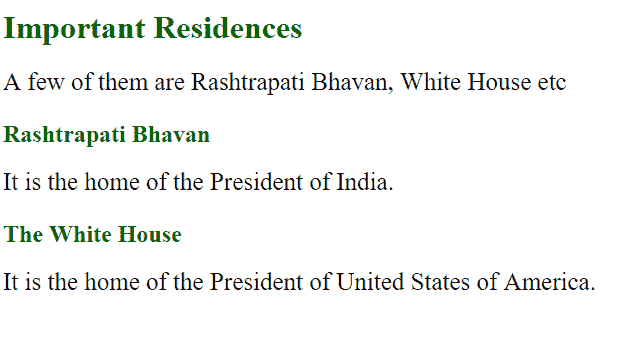 Important Residences
A few of them are Rashtrapati Bhavan, White House etc
Rashtrapati Bhavan
It is the home of the President of India.
The White House
It is the home of the President of United States of America.